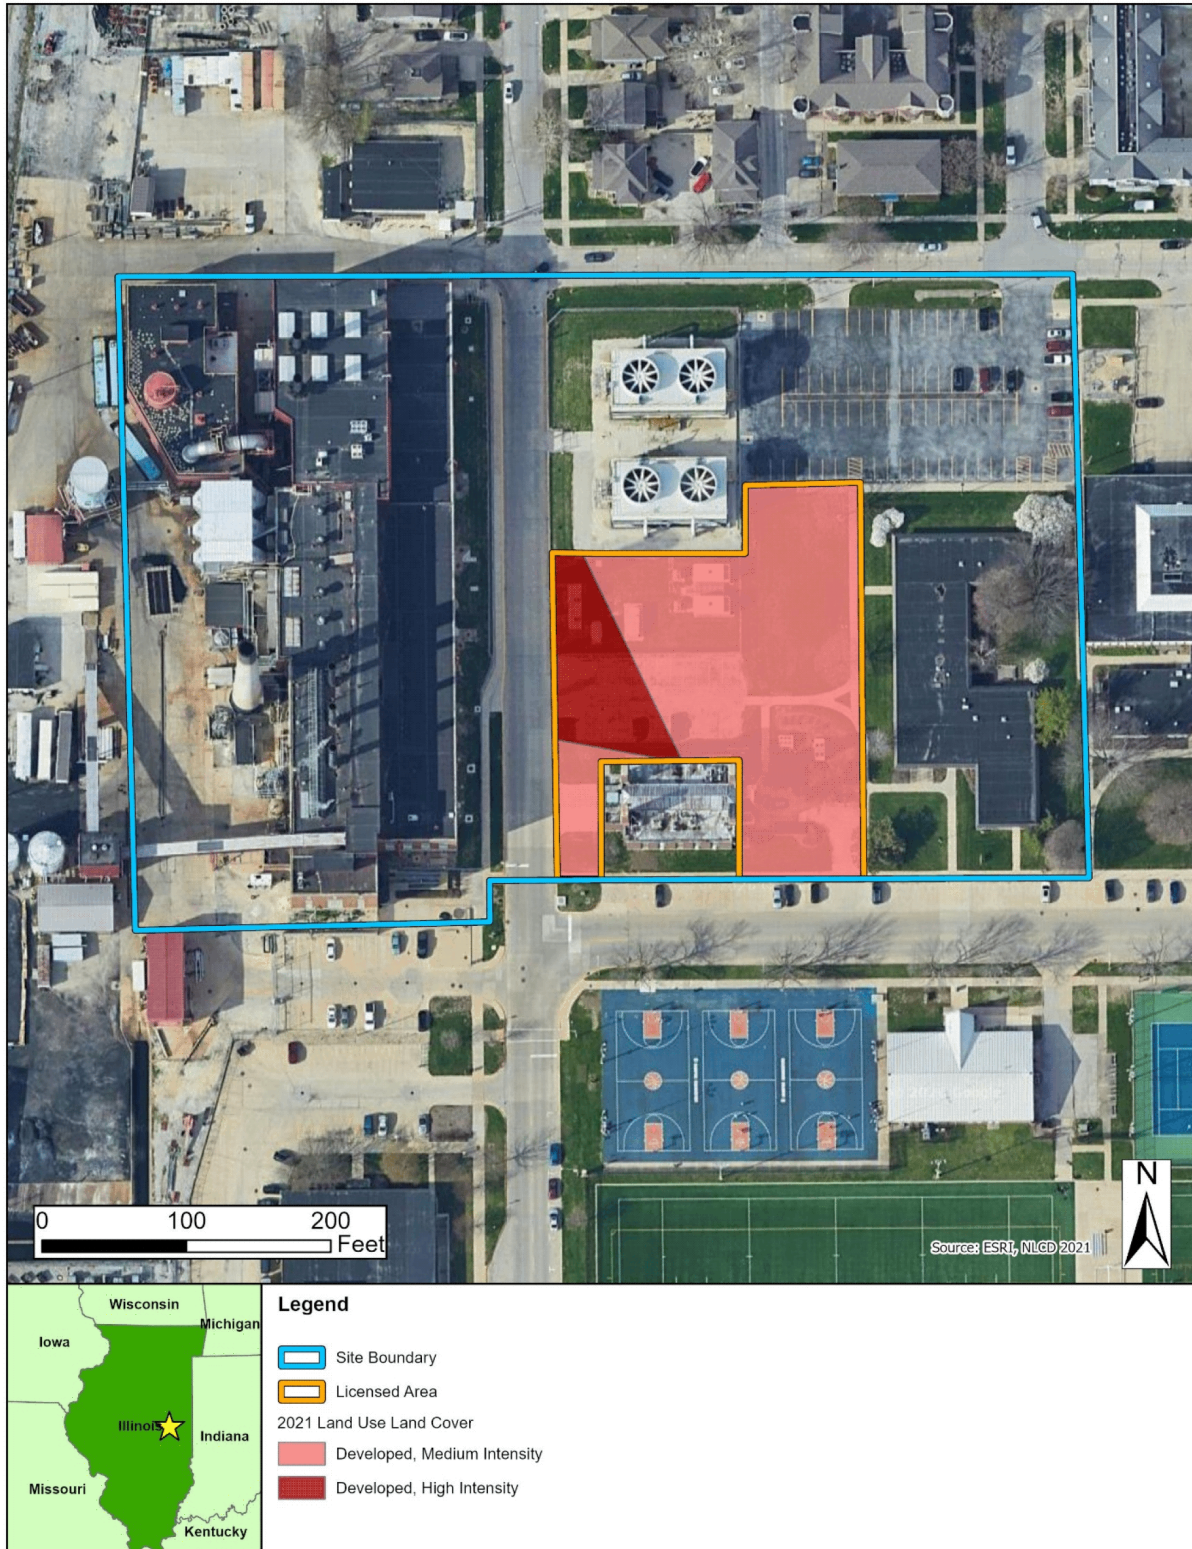 N
0 100 200
Feet
Source: ESRI, NLCD 2021
Wisconsin
Michigan
Iowa
Illinois
Indiana
Missouri
Kentucky
Legend
Site Boundary
Licensed Area
2021 Land Use Land Cover
Developed, Medium Intensity
Developed, High Intensity